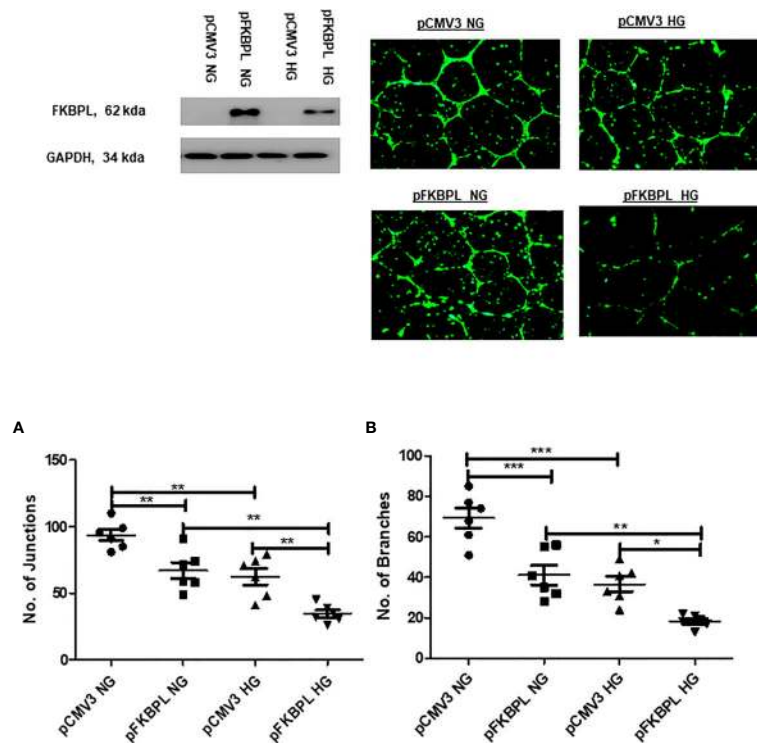 pCMV3 NG
pFKBPL NG
pCMV3 HG
pFKBPL HG
FKBPL, 62 kda
GAPDH, 34 kda
pCMV3 NG
pCMV3 HG
pFKBPL NG
pFKBPL HG
A
No. of Junctions
150
100
50
0
**
**
**
**
pCMV3 NG
pFKBPL NG
pCMV3 HG
pFKBPL HG
B
No. of Branches
100
80
60
40
20
0
***
***
**
*
pCMV3 NG
pFKBPL NG
pCMV3 HG
pFKBPL HG